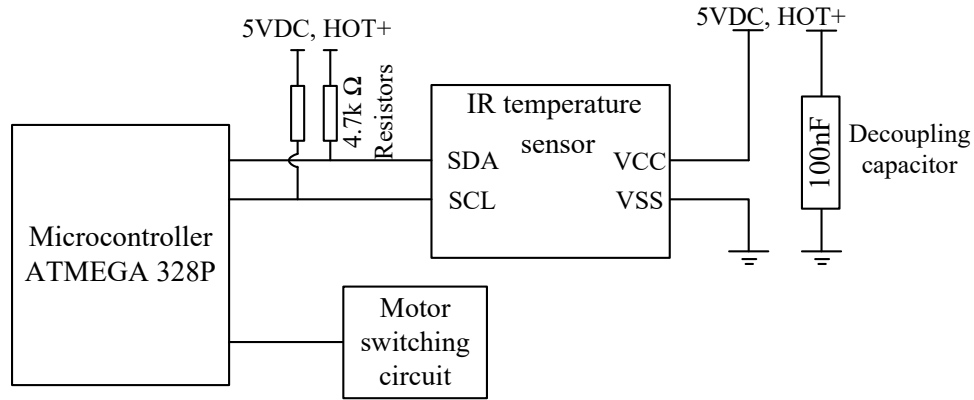 5VDC, HOT+
5VDC, HOT+
4.7k Ω
Resistors
IR temperature
sensor
SDA
VCC
SCL
VSS
100nF
Decoupling
capacitor
Microcontroller
ATMEGA 328P
Motor
switching
circuit